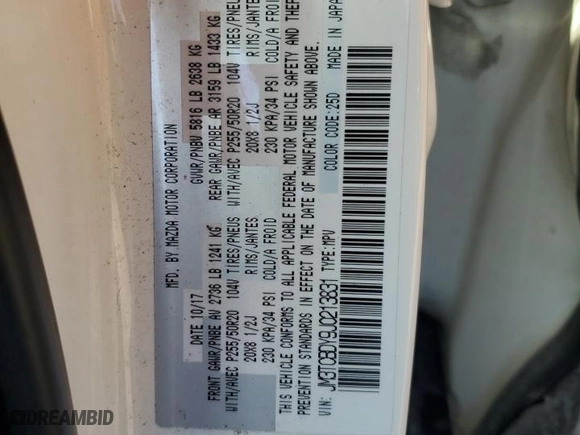 MFD. BY MAZDA MOTOR CORPORATION
DATE 10/17 GVWR/PNBV 5816 LB 2638 KG
FRONT GAWR/PNBE AV 2736 LB 1241 KG REAR GAWR/PNBE AR 3159 LB 1433 KG
WITH/AVEC P255/50R20 104V TIRES/PNEUS WITH/AVEC P255/50R20 104V TIRES/PNEU
20X8 1/2J RIMS/JANTES 20X8 1/2J RIMS/JANTES
230 KPA/34 PSI COLD/A FROID 230 KPA/34 PSI COLD/A FROID
THIS VEHICLE CONFORMS TO ALL APPLICABLE FEDERAL MOTOR VEHICLE SAFETY AND THEF
PREVENTION STANDARDS IN EFFECT ON THE DATE OF MANUFACTURE SHOWN ABOVE.
COLOR CODE:25D MADE IN JAPA
VIN: JM3TCBDY9J0213831 TYPE:MPV
DREAMBID